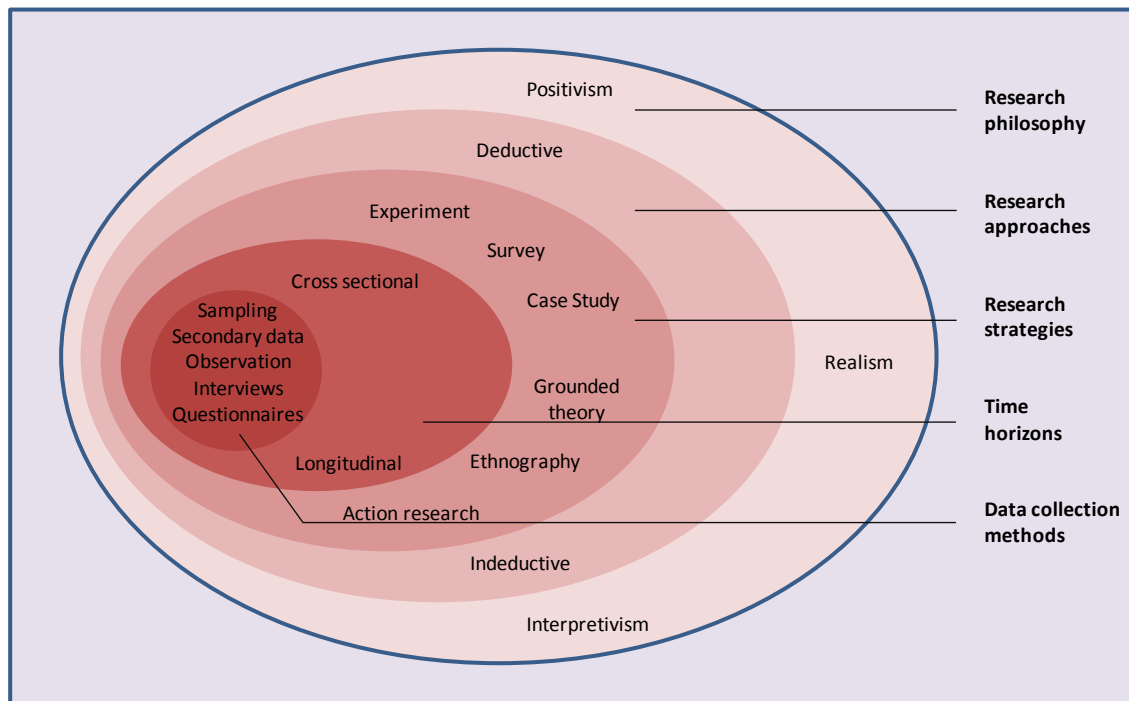 Positivism
Deductive
Experiment
Survey
Cross sectional
Case Study
Sampling
Secondary data
Observation
Interviews
Questionnaires
Realism
Grounded
theory
Longitudinal
Ethnography
Action research
Indeductive
Interpretivism
Research
philosophy
Research
approaches
Research
strategies
Time
horizons
Data collection
methods